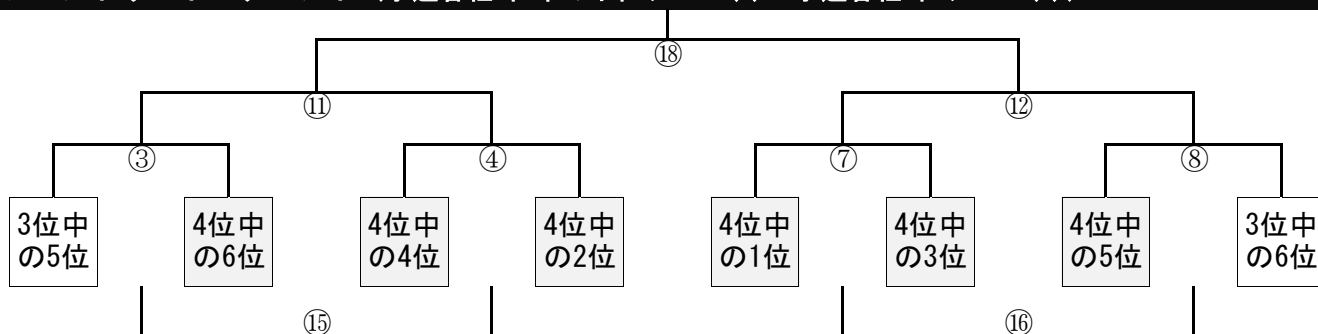 ⑱
⑪ ⑫
③ ④ ⑦ ⑧
3位中 4位中 4位中 4位中 4位中 4位中 4位中 3位中
の5位 の6位 の4位 の2位 の1位 の3位 の5位 の6位
⑮ ⑯